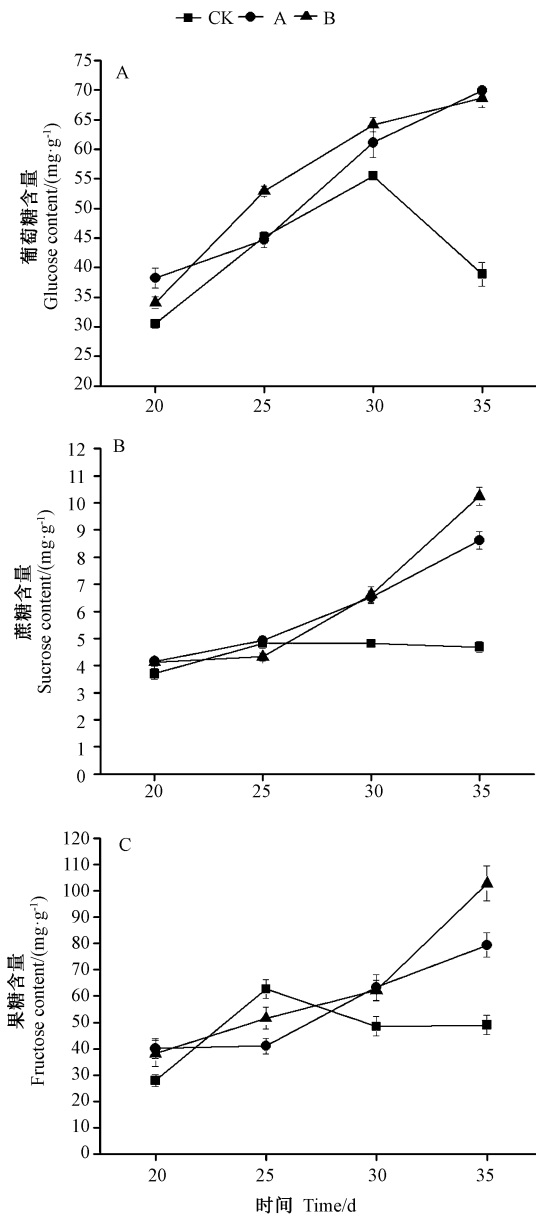 CK A B
A
75
70
65
60
55
50
45
40
35
30
25
20
葡萄糖含量
Glucose content/(mg·g⁻¹)
20 25 30 35
B
12
11
10
9
8
7
6
5
4
3
2
1
0
蔗糖含量
Sucrose content/(mg·g⁻¹)
20 25 30 35
C
120
110
100
90
80
70
60
50
40
30
20
10
0
果糖含量
Fructose content/(mg·g⁻¹)
20 25 30 35
时间 Time/d